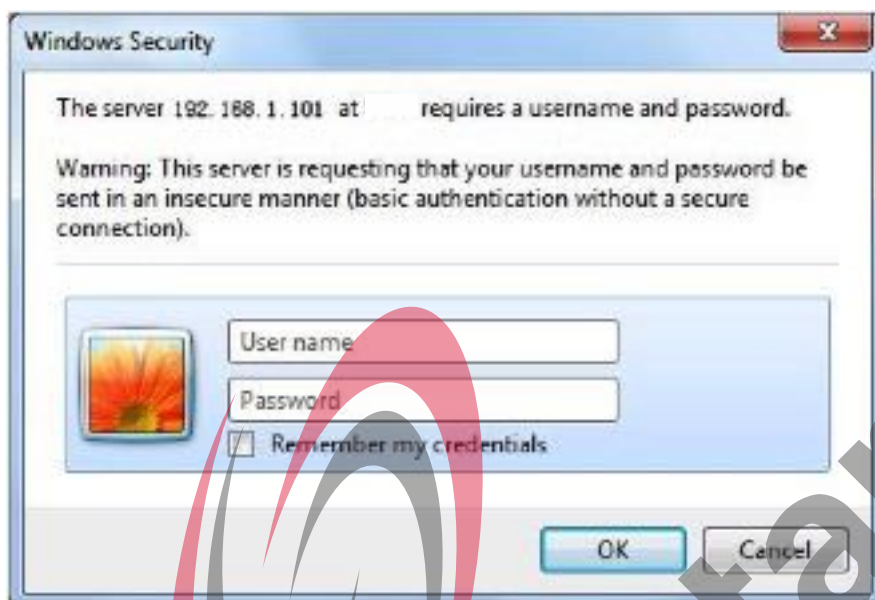 Windows Security
The server 192.168.1.101 at requires a username and password.
Warning: This server is requesting that your username and password be
sent in an insecure manner (basic authentication without a secure
connection).
User name
Password
Remember my credentials
OK
Cancel